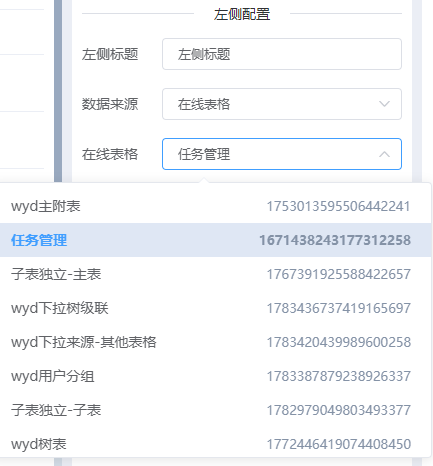 左侧配置
左侧标题 左侧标题
数据来源 在线表格
在线表格 任务管理
wyd主附表 1753013595506442241
任务管理 1671438243177312258
子表独立-主表 1767391925588422657
wyd下拉树级联 1783436737419165697
wyd下拉来源-其他表格 1783420439989600258
wyd用户分组 1783387879238926337
子表独立-子表 1782979049803493377
wyd树表 1772446419074408450